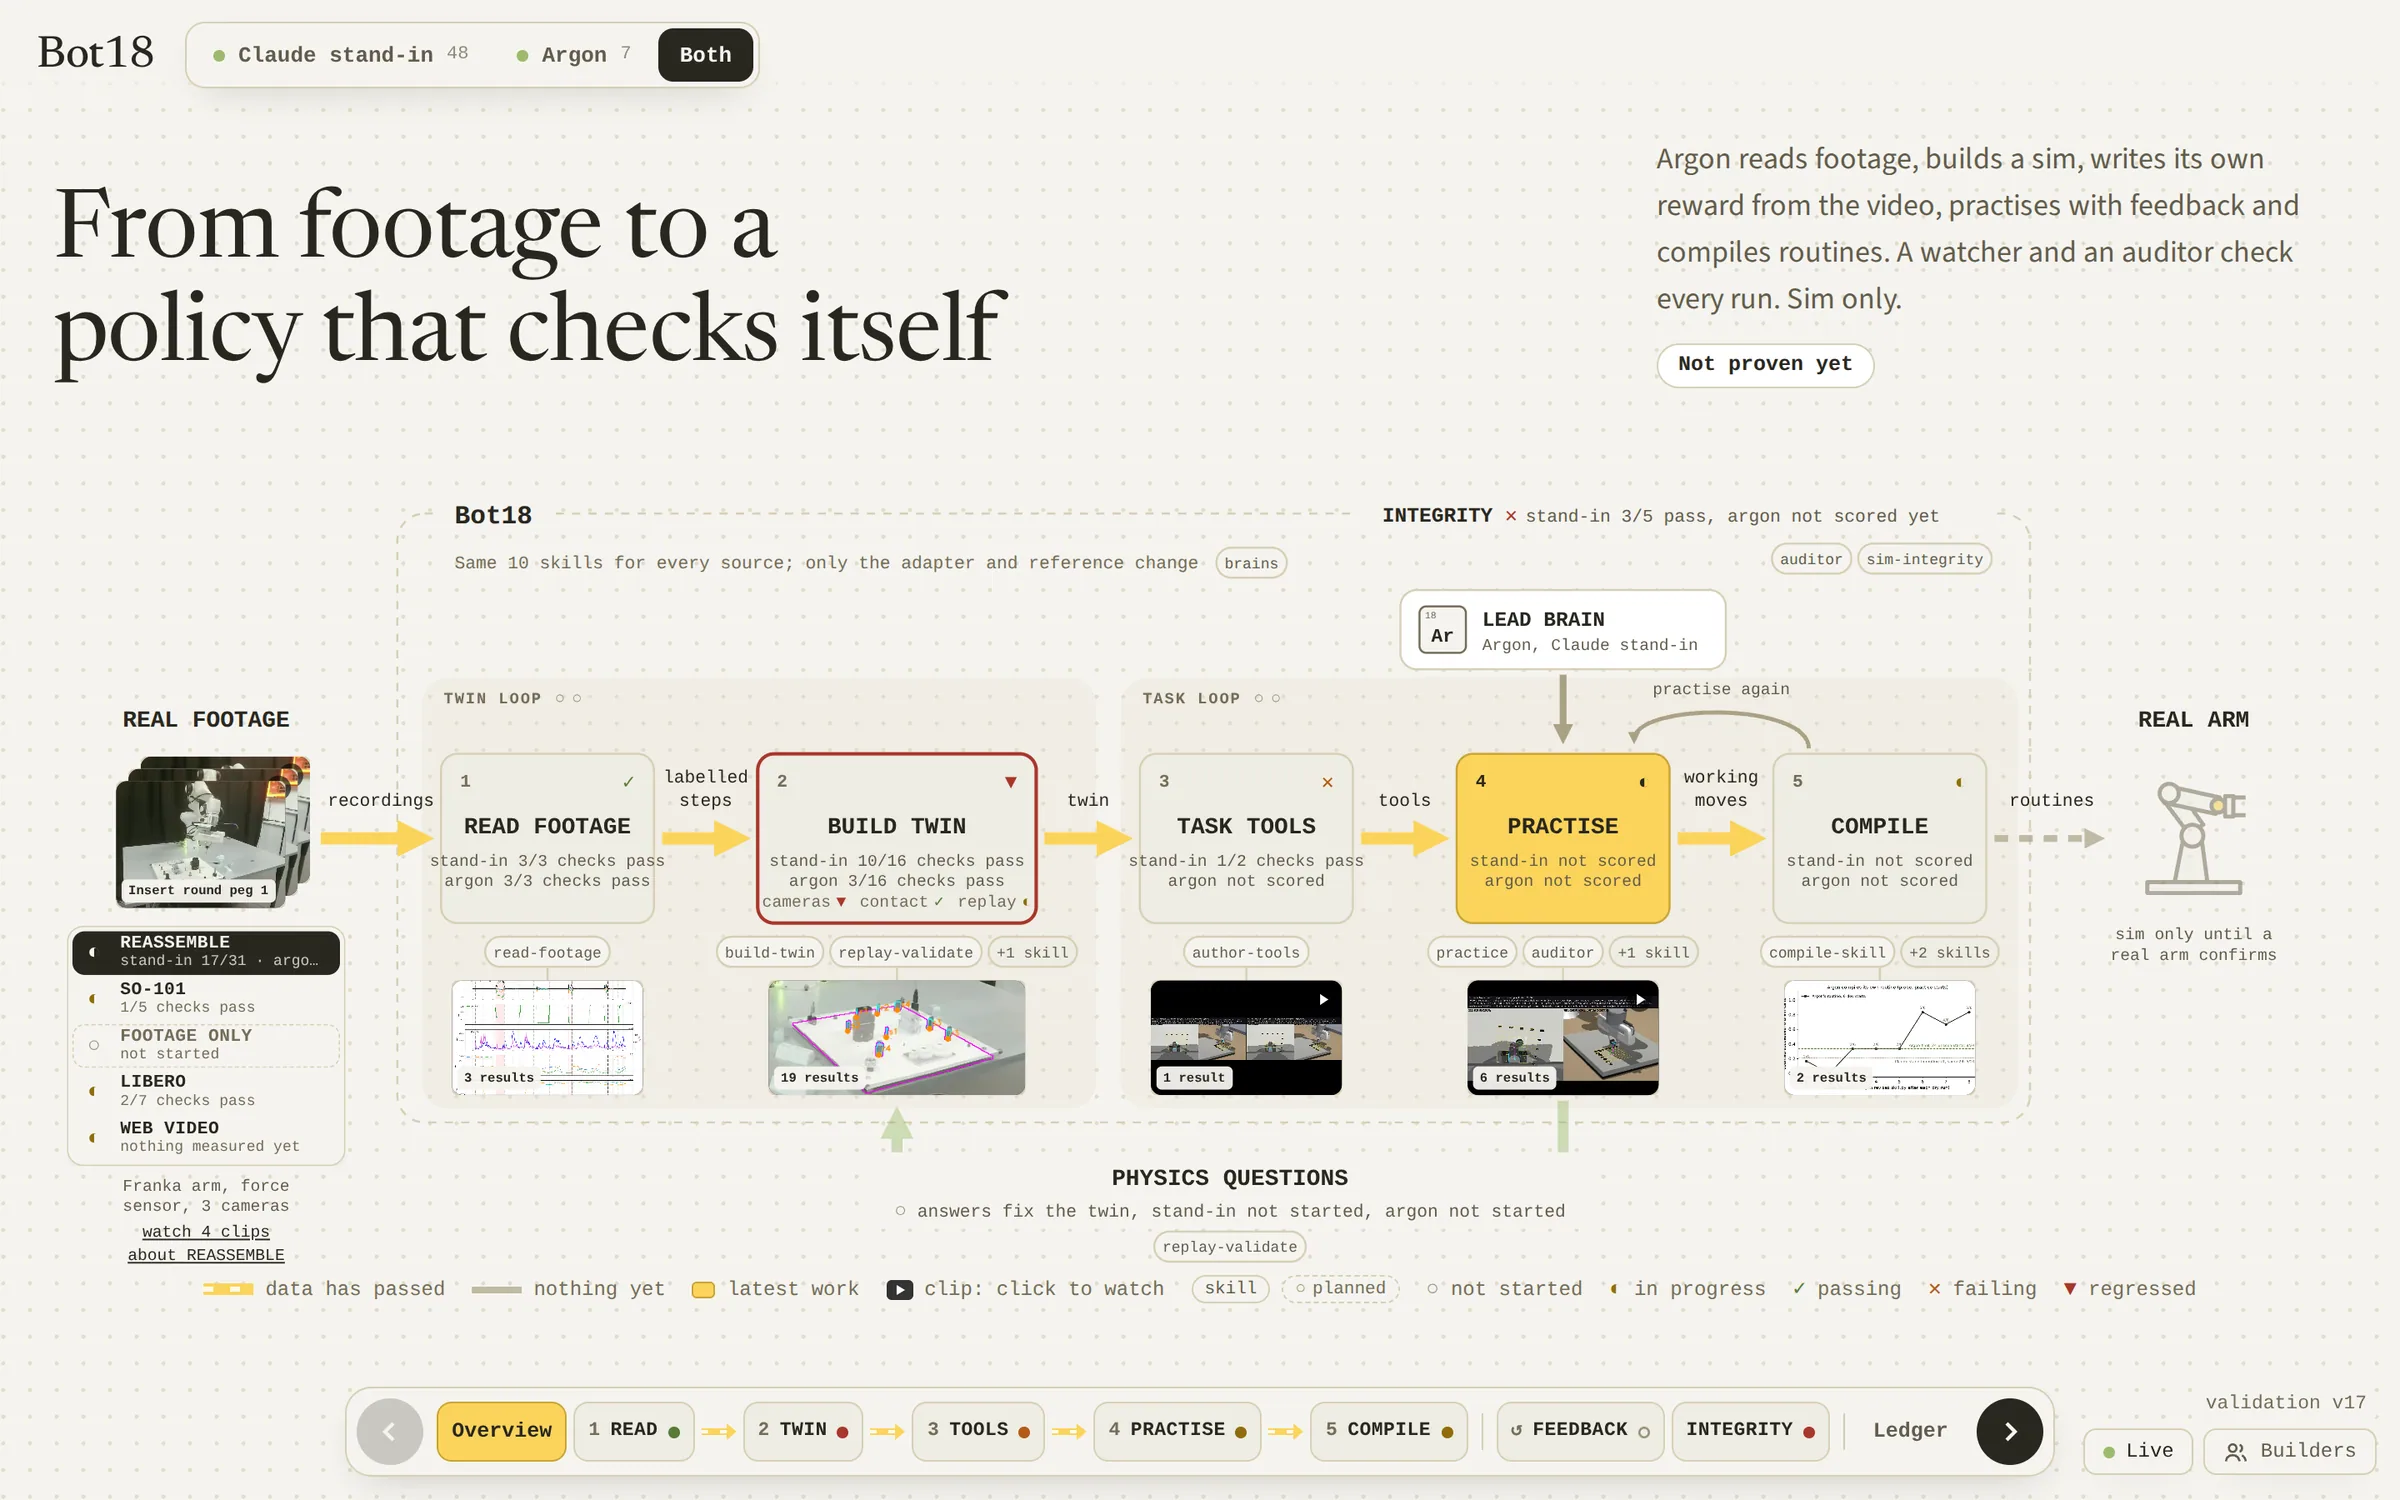 Bot18
Claude stand-in 48
Argon 7
Both
From footage to a
policy that checks itself
Argon reads footage, builds a sim, writes its own
reward from the video, practises with feedback and
compiles routines. A watcher and an auditor check
every run. Sim only.
Not proven yet
Bot18
INTEGRITY ✕ stand-in 3/5 pass, argon not scored yet
Same 10 skills for every source; only the adapter and reference change
brains
auditor
sim-integrity
18
Ar
LEAD BRAIN
Argon, Claude stand-in
TWIN LOOP
TASK LOOP
practise again
REAL FOOTAGE
REAL ARM
Insert round peg 1
recordings
1 ✓
READ FOOTAGE
stand-in 3/3 checks pass
argon 3/3 checks pass
labelled
steps
2 ▼
BUILD TWIN
stand-in 10/16 checks pass
argon 3/16 checks pass
cameras ▼ contact ✓ replay
twin
3 ✕
TASK TOOLS
stand-in 1/2 checks pass
argon not scored
tools
4
PRACTISE
stand-in not scored
argon not scored
working
moves
5
COMPILE
stand-in not scored
argon not scored
routines
sim only until a
real arm confirms
read-footage
build-twin
replay-validate
+1 skill
author-tools
practice
auditor
+1 skill
compile-skill
+2 skills
3 results
19 results
1 result
6 results
2 results
REASSEMBLE
stand-in 17/31 · argo…
SO-101
1/5 checks pass
FOOTAGE ONLY
not started
LIBERO
2/7 checks pass
WEB VIDEO
nothing measured yet
Franka arm, force
sensor, 3 cameras
watch 4 clips
about REASSEMBLE
PHYSICS QUESTIONS
answers fix the twin, stand-in not started, argon not started
replay-validate
data has passed
nothing yet
latest work
clip: click to watch
skill
planned
not started
in progress
✓ passing
✕ failing
▼ regressed
Overview
1 READ
2 TWIN
3 TOOLS
4 PRACTISE
5 COMPILE
↺ FEEDBACK
INTEGRITY
Ledger
validation v17
Live
Builders